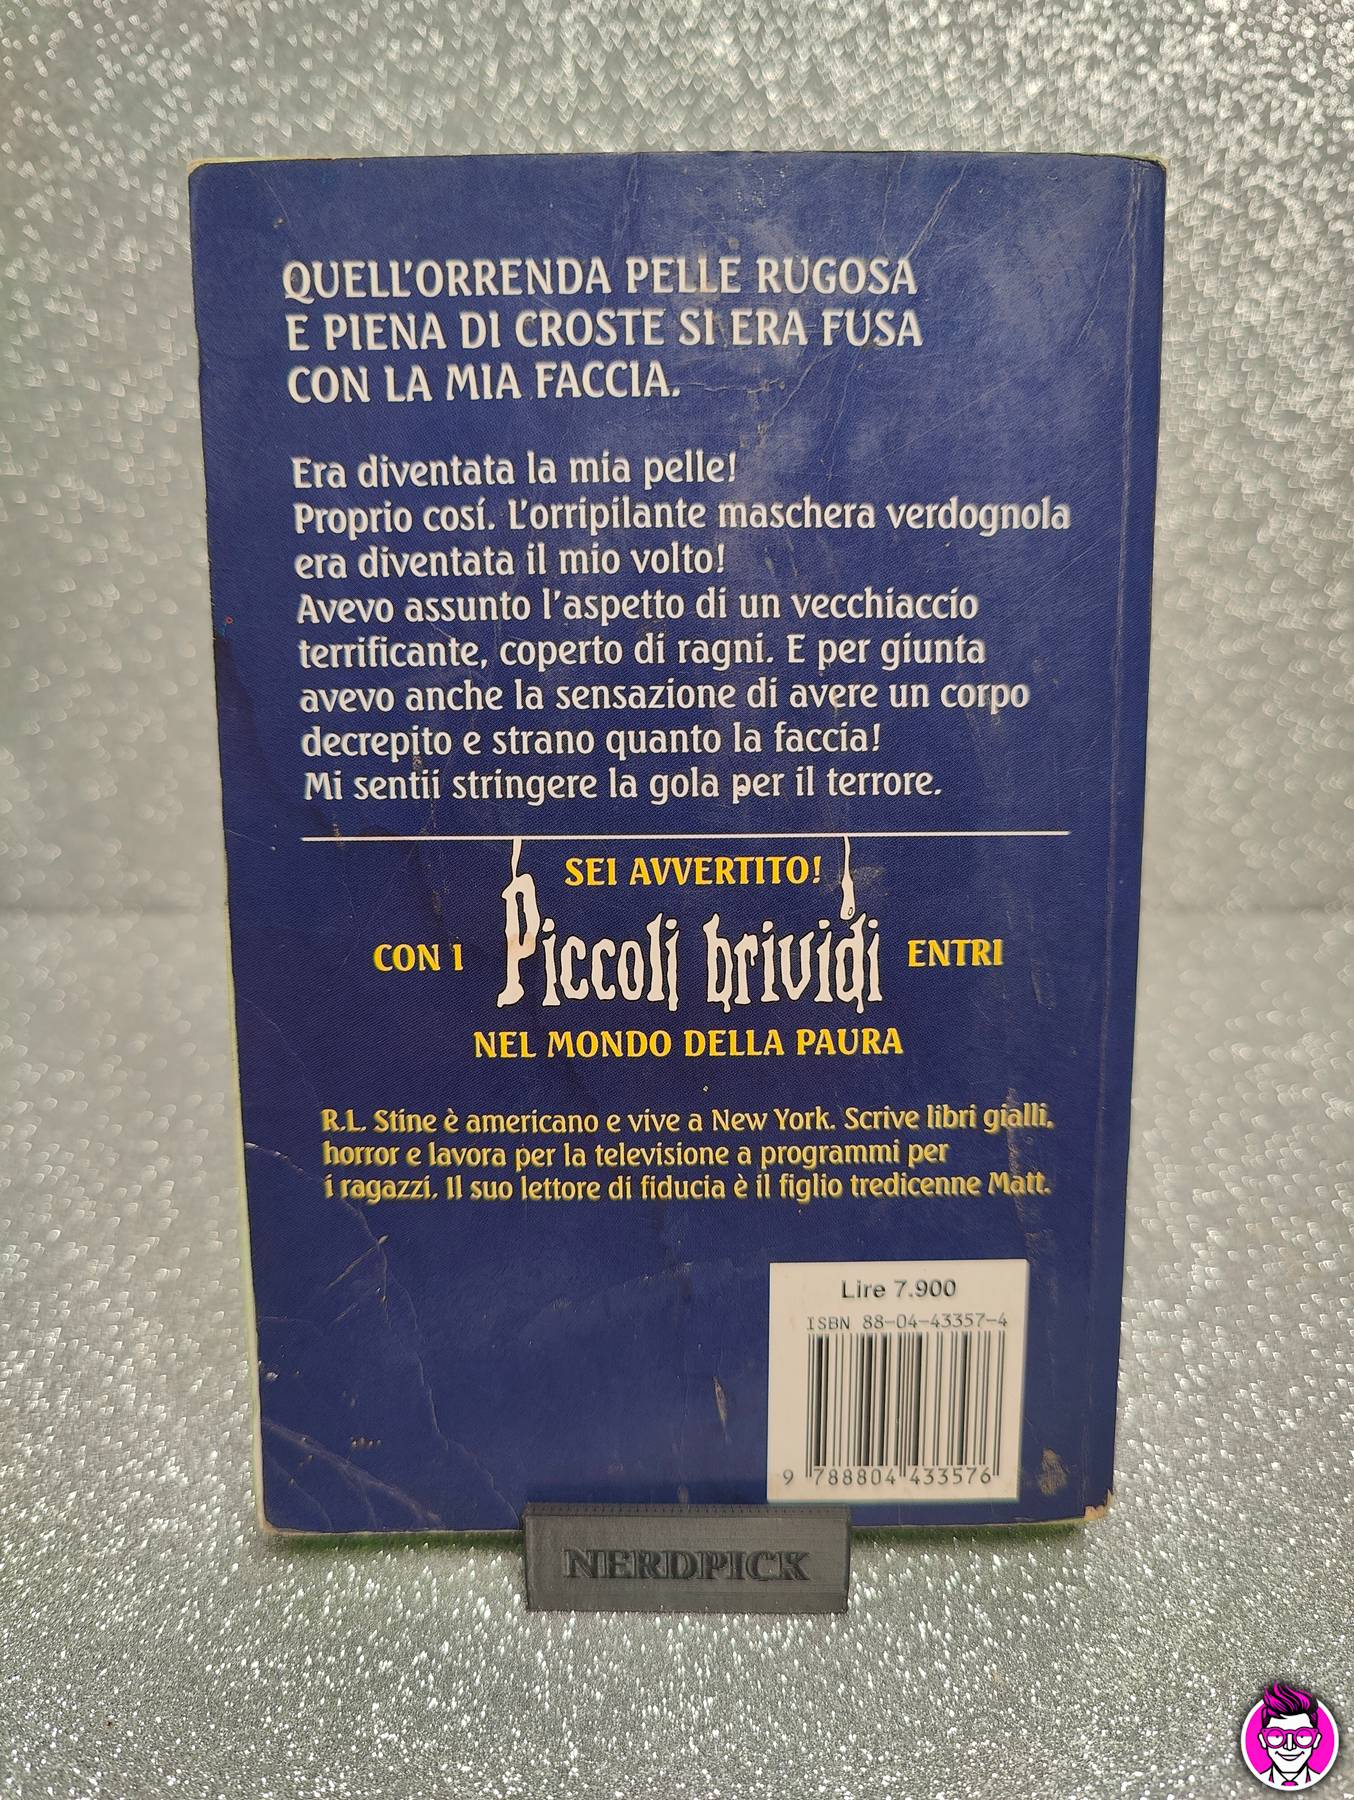 QUELL'ORRENDA PELLE RUGOSA
E PIENA DI CROSTE SI ERA FUSA
CON LA MIA FACCIA.
Era diventata la mia pelle!
Proprio cosí. L'orripilante maschera verdognola
era diventata il mio volto!
Avevo assunto l'aspetto di un vecchiaccio
terrificante, coperto di ragni. E per giunta
avevo anche la sensazione di avere un corpo
decrepito e strano quanto la faccia!
Mi sentii stringere la gola per il terrore.
SEI AVVERTITO!
CON I Piccoli brividi ENTRI
NEL MONDO DELLA PAURA
R.L. Stine è americano e vive a New York. Scrive libri gialli,
horror e lavora per la televisione a programmi per
i ragazzi. Il suo lettore di fiducia è il figlio tredicenne Matt.
Lire 7.900
ISBN 88-04-43357-4
9 788804 433576
NERDPICK